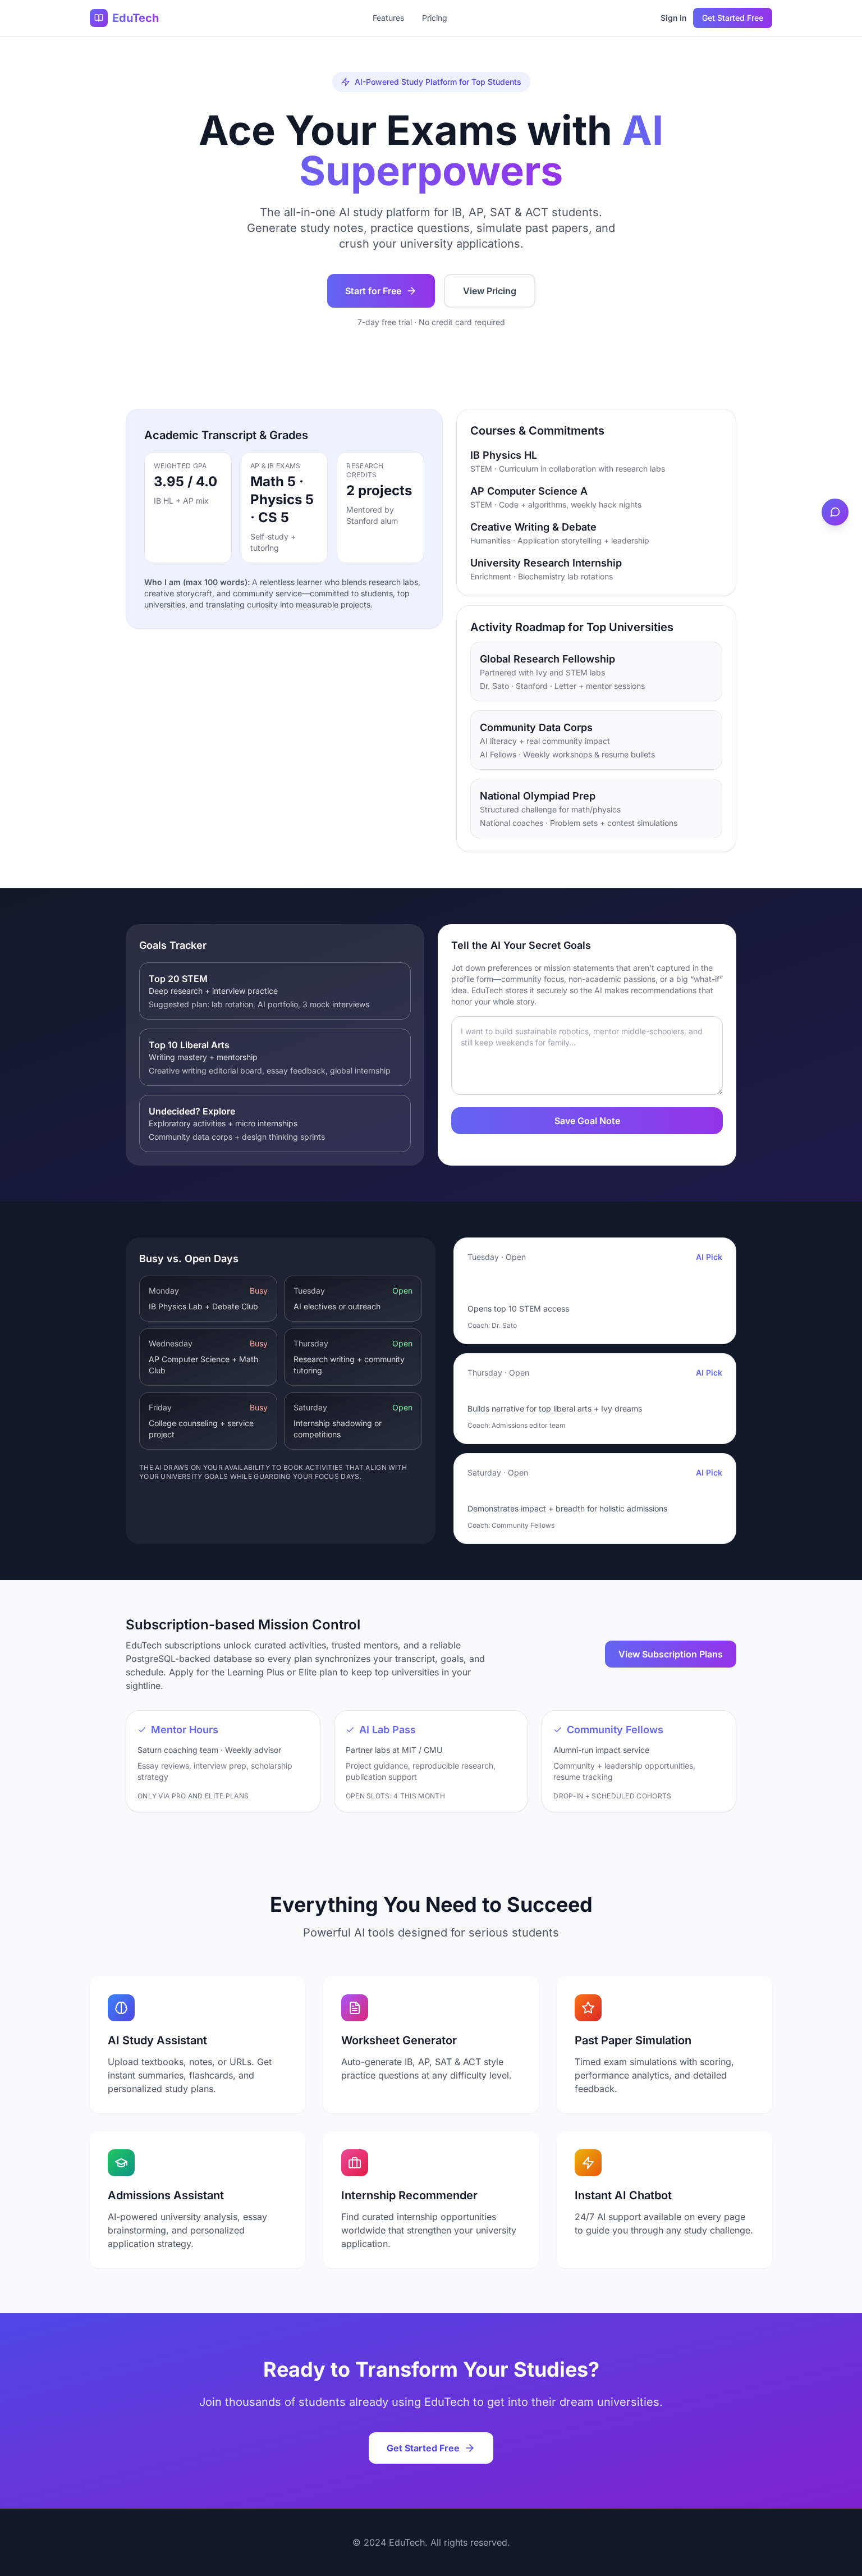 EduTech
Features
Pricing
Sign in
Get Started Free
AI-Powered Study Platform for Top Students
Ace Your Exams with AI
Superpowers
The all-in-one AI study platform for IB, AP, SAT & ACT students.
Generate study notes, practice questions, simulate past papers, and
crush your university applications.
Start for Free
View Pricing
7-day free trial · No credit card required
Academic Transcript & Grades
WEIGHTED GPA
3.95 / 4.0
IB HL + AP mix
AP & IB EXAMS
Math 5 ·
Physics 5
· CS 5
Self-study +
tutoring
RESEARCH
CREDITS
2 projects
Mentored by
Stanford alum
Who I am (max 100 words): A relentless learner who blends research labs,
creative storycraft, and community service—committed to students, top
universities, and translating curiosity into measurable projects.
Courses & Commitments
IB Physics HL
STEM · Curriculum in collaboration with research labs
AP Computer Science A
STEM · Code + algorithms, weekly hack nights
Creative Writing & Debate
Humanities · Application storytelling + leadership
University Research Internship
Enrichment · Biochemistry lab rotations
Activity Roadmap for Top Universities
Global Research Fellowship
Partnered with Ivy and STEM labs
Dr. Sato · Stanford · Letter + mentor sessions
Community Data Corps
AI literacy + real community impact
AI Fellows · Weekly workshops & resume bullets
National Olympiad Prep
Structured challenge for math/physics
National coaches · Problem sets + contest simulations
Goals Tracker
Top 20 STEM
Deep research + interview practice
Suggested plan: lab rotation, AI portfolio, 3 mock interviews
Top 10 Liberal Arts
Writing mastery + mentorship
Creative writing editorial board, essay feedback, global internship
Undecided? Explore
Exploratory activities + micro internships
Community data corps + design thinking sprints
Tell the AI Your Secret Goals
Jot down preferences or mission statements that aren't captured in the
profile form—community focus, non-academic passions, or a big “what-if”
idea. EduTech stores it securely so the AI makes recommendations that
honor your whole story.
I want to build sustainable robotics, mentor middle-schoolers, and
still keep weekends for family...
Save Goal Note
Busy vs. Open Days
Monday
Busy
IB Physics Lab + Debate Club
Tuesday
Open
AI electives or outreach
Wednesday
Busy
AP Computer Science + Math
Club
Thursday
Open
Research writing + community
tutoring
Friday
Busy
College counseling + service
project
Saturday
Open
Internship shadowing or
competitions
THE AI DRAWS ON YOUR AVAILABILITY TO BOOK ACTIVITIES THAT ALIGN WITH
YOUR UNIVERSITY GOALS WHILE GUARDING YOUR FOCUS DAYS.
Tuesday · Open
AI Pick
Opens top 10 STEM access
Coach: Dr. Sato
Thursday · Open
AI Pick
Builds narrative for top liberal arts + Ivy dreams
Coach: Admissions editor team
Saturday · Open
AI Pick
Demonstrates impact + breadth for holistic admissions
Coach: Community Fellows
Subscription-based Mission Control
EduTech subscriptions unlock curated activities, trusted mentors, and a reliable
PostgreSQL-backed database so every plan synchronizes your transcript, goals, and
schedule. Apply for the Learning Plus or Elite plan to keep top universities in your
sightline.
View Subscription Plans
Mentor Hours
Saturn coaching team · Weekly advisor
Essay reviews, interview prep, scholarship
strategy
ONLY VIA PRO AND ELITE PLANS
AI Lab Pass
Partner labs at MIT / CMU
Project guidance, reproducible research,
publication support
OPEN SLOTS: 4 THIS MONTH
Community Fellows
Alumni-run impact service
Community + leadership opportunities,
resume tracking
DROP-IN + SCHEDULED COHORTS
Everything You Need to Succeed
Powerful AI tools designed for serious students
AI Study Assistant
Upload textbooks, notes, or URLs. Get
instant summaries, flashcards, and
personalized study plans.
Worksheet Generator
Auto-generate IB, AP, SAT & ACT style
practice questions at any difficulty level.
Past Paper Simulation
Timed exam simulations with scoring,
performance analytics, and detailed
feedback.
Admissions Assistant
AI-powered university analysis, essay
brainstorming, and personalized
application strategy.
Internship Recommender
Find curated internship opportunities
worldwide that strengthen your university
application.
Instant AI Chatbot
24/7 AI support available on every page
to guide you through any study challenge.
Ready to Transform Your Studies?
Join thousands of students already using EduTech to get into their dream universities.
Get Started Free
© 2024 EduTech. All rights reserved.